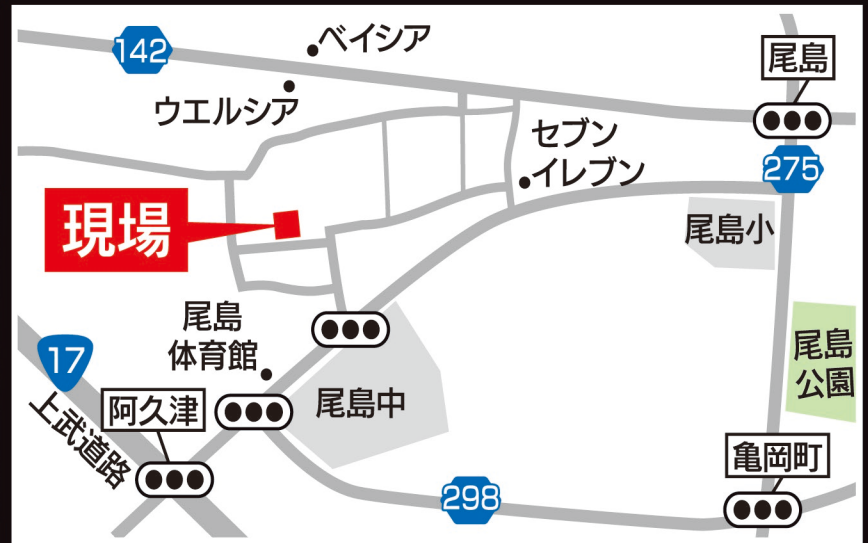 142
ベイシア
ウエルシア
尾島
セブン
イレブン
275
現場
尾島小
尾島
体育館
17
上武道路
阿久津
尾島中
尾島
公園
亀岡町
298